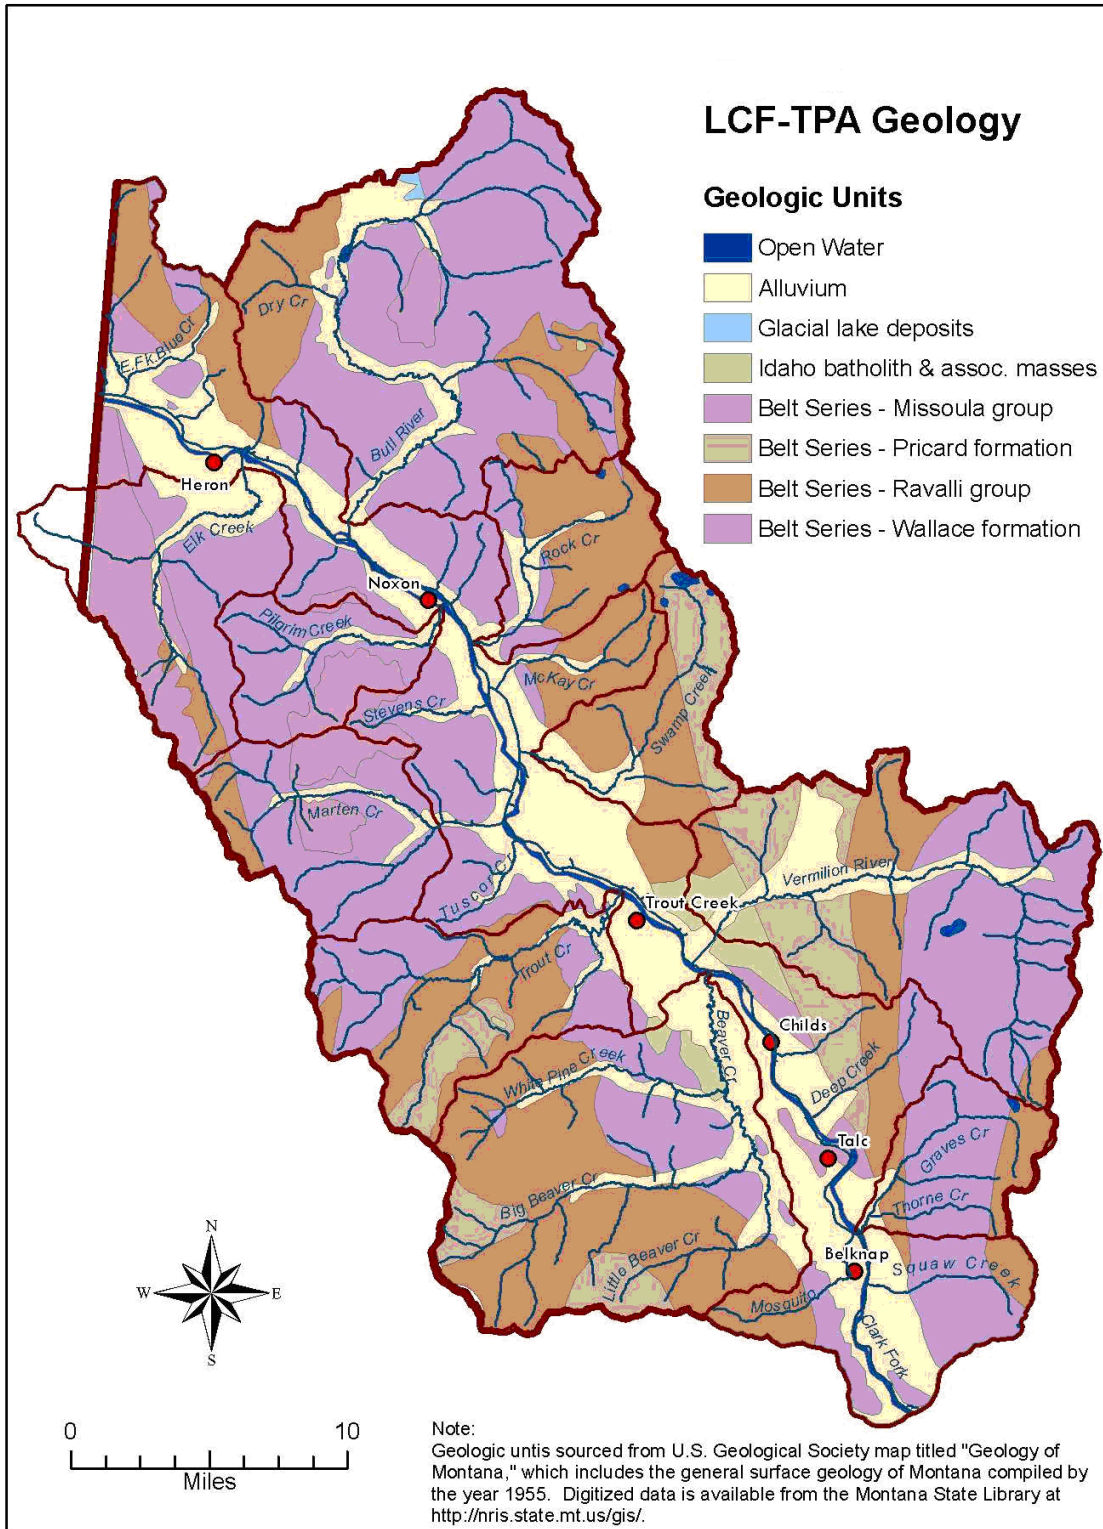 LCF-TPA Geology
Geologic Units
Open Water
Alluvium
Glacial lake deposits
Idaho batholith & assoc. masses
Belt Series - Missoula group
Belt Series - Pricard formation
Belt Series - Ravalli group
Belt Series - Wallace formation
Dry Cr
E.Fk.Blue Cr
Bull River
Heron
Elk Creek
Rock Cr
Noxon
Pilgrim Creek
McKay Cr
Stevens Cr
Swamp Creek
Marten Cr
Vermilion River
Tuscor Cr
Trout Creek
Trout Cr
Beaver Cr
Childs
White Pine Creek
Deep Creek
Talc
Graves Cr
Big Beaver Cr
Thorne Cr
Little Beaver Cr
Belknap
Squaw Creek
Mosquito
Clark Fork
N
W E
S
0 10
Miles
Note:
Geologic untis sourced from U.S. Geological Society map titled "Geology of
Montana," which includes the general surface geology of Montana compiled by
the year 1955. Digitized data is available from the Montana State Library at
http://nris.state.mt.us/gis/.